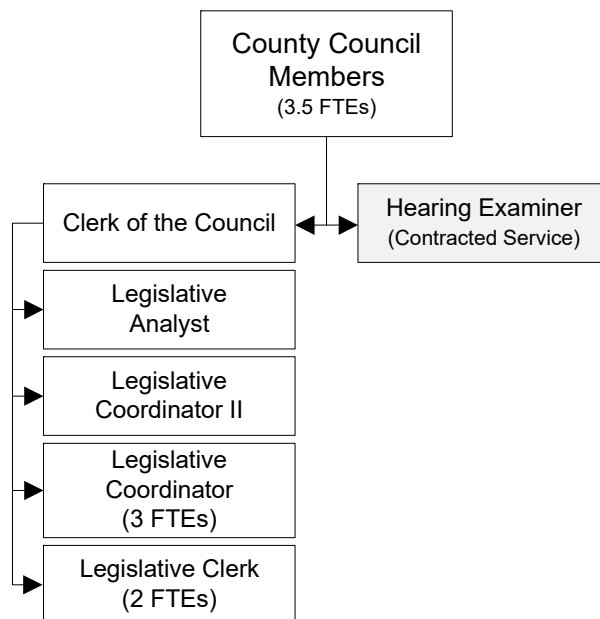 County Council
Members
(3.5 FTEs)
Clerk of the Council
Hearing Examiner
(Contracted Service)
Legislative
Analyst
Legislative
Coordinator II
Legislative
Coordinator
(3 FTEs)
Legislative Clerk
(2 FTEs)